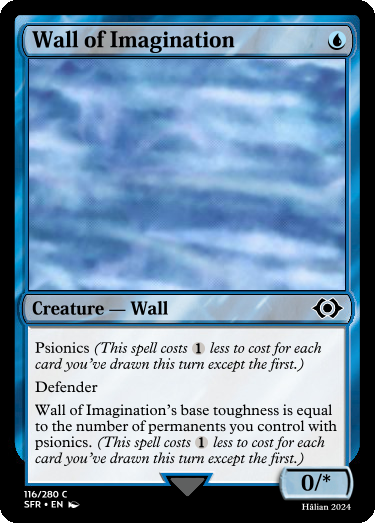 Wall of Imagination
Creature — Wall
Psionics (This spell costs 1 less to cost for each
card you've drawn this turn except the first.)
Defender
Wall of Imagination's base toughness is equal
to the number of permanents you control with
psionics. (This spell costs 1 less to cost for each
card you've drawn this turn except the first.)
0/*
116/280 C
SFR • EN
Hālian 2024